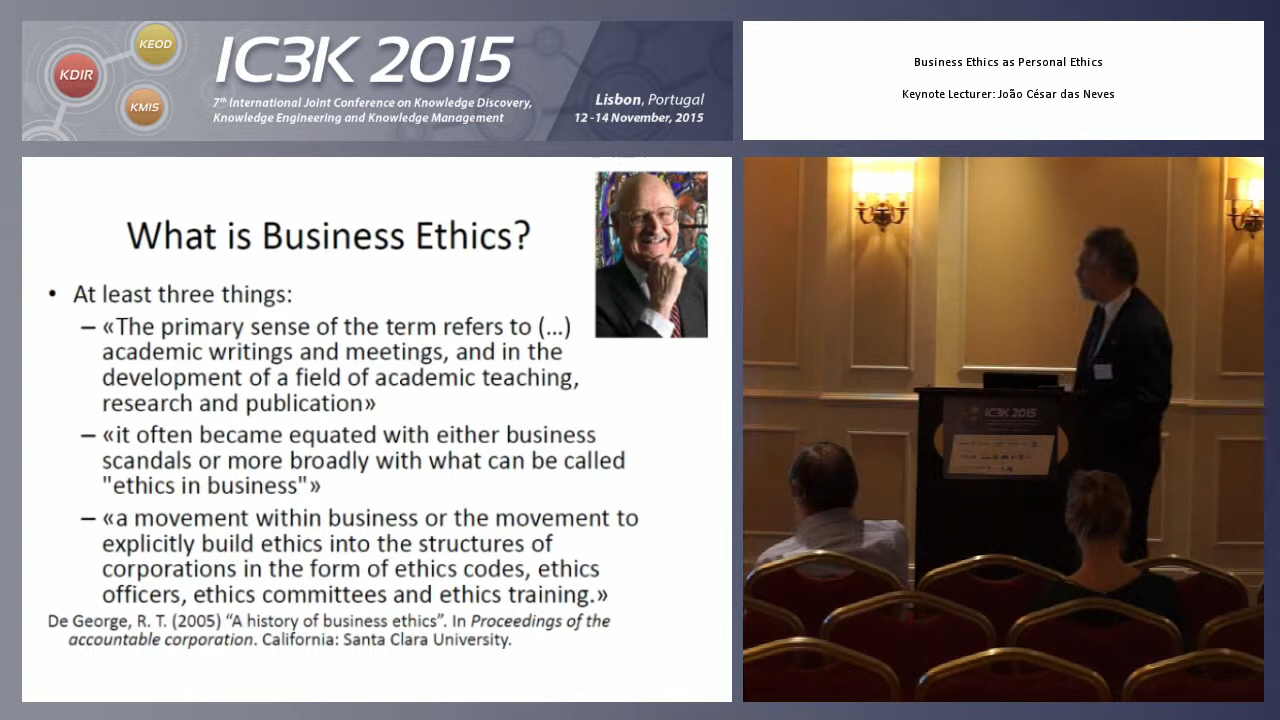 KEOD
KDIR
KMIS
IC3K 2015
7th International Joint Conference on Knowledge Discovery,
Knowledge Engineering and Knowledge Management
Lisbon, Portugal
12 -14 November, 2015
Business Ethics as Personal Ethics
Keynote Lecturer: João César das Neves
What is Business Ethics?
• At least three things:
– «The primary sense of the term refers to (...)
academic writings and meetings, and in the
development of a field of academic teaching,
research and publication»
– «it often became equated with either business
scandals or more broadly with what can be called
"ethics in business"»
– «a movement within business or the movement to
explicitly build ethics into the structures of
corporations in the form of ethics codes, ethics
officers, ethics committees and ethics training.»
De George, R. T. (2005) “A history of business ethics”. In Proceedings of the
accountable corporation. California: Santa Clara University.
IC3K 2015